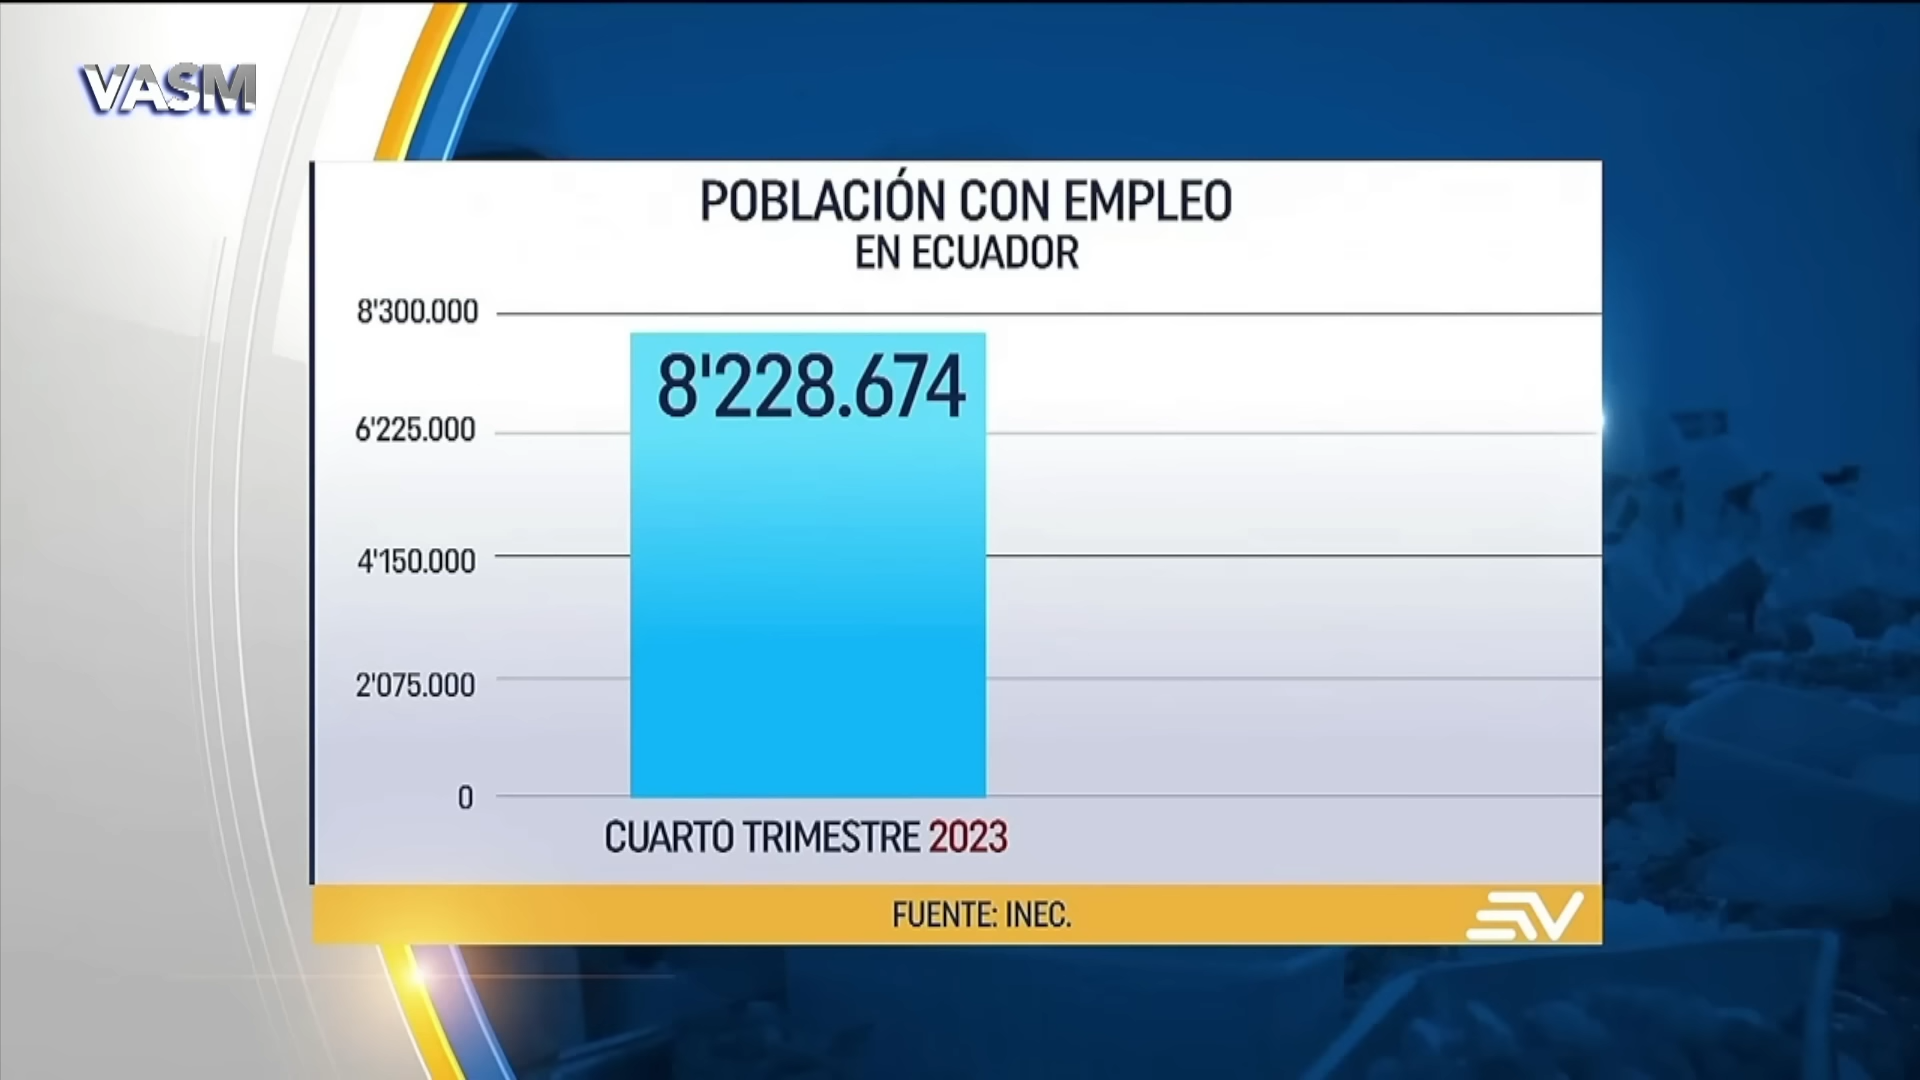 VASM
POBLACIÓN CON EMPLEO
EN ECUADOR
8'300.000
8'228.674
6'225.000
4'150.000
2'075.000
0
CUARTO TRIMESTRE 2023
FUENTE: INEC.